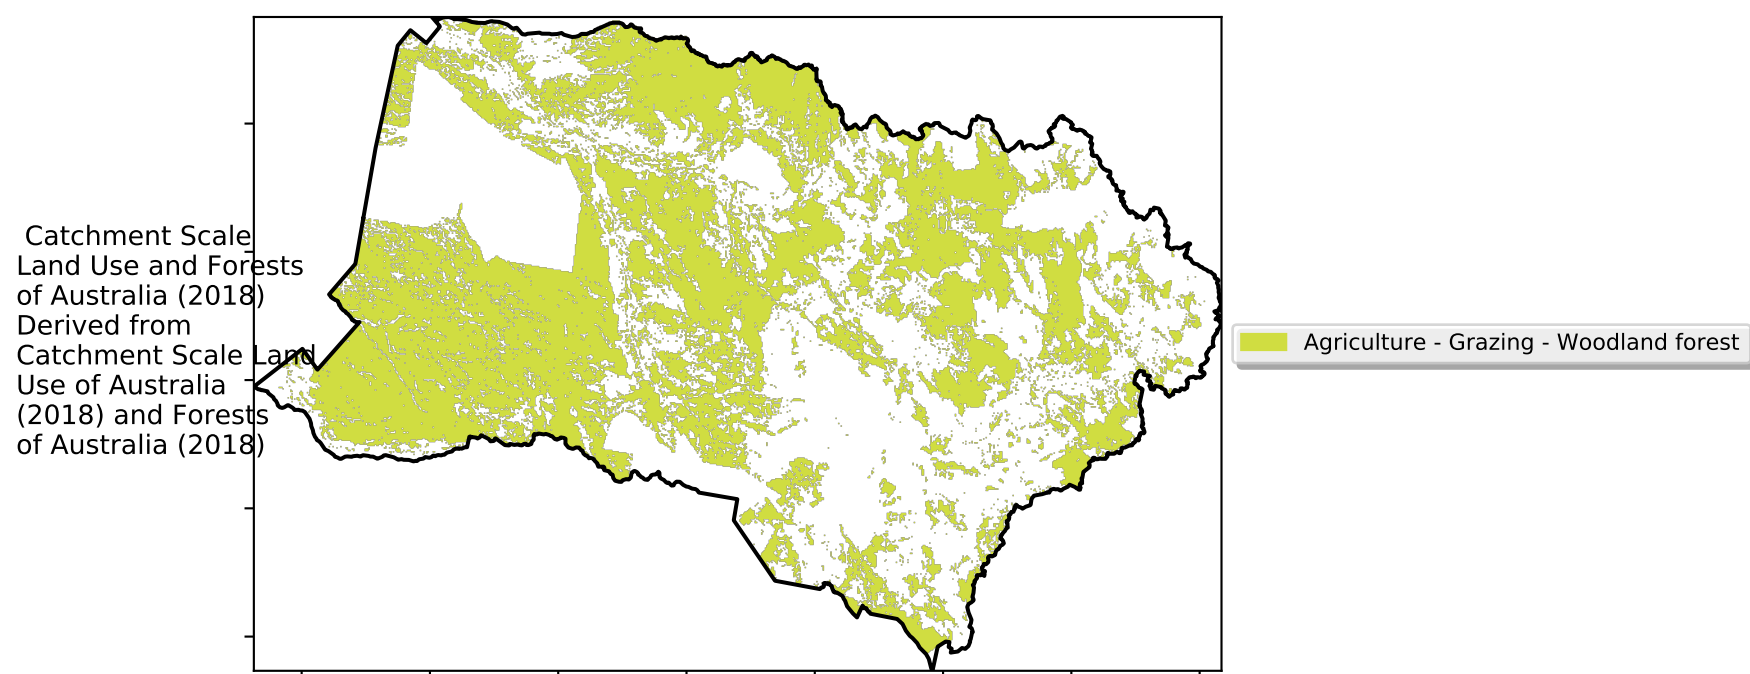 Catchment Scale
Land Use and Forests
of Australia (2018)
Derived from
Catchment Scale Land
Use of Australia
(2018) and Forests
of Australia (2018)
Agriculture - Grazing - Woodland forest